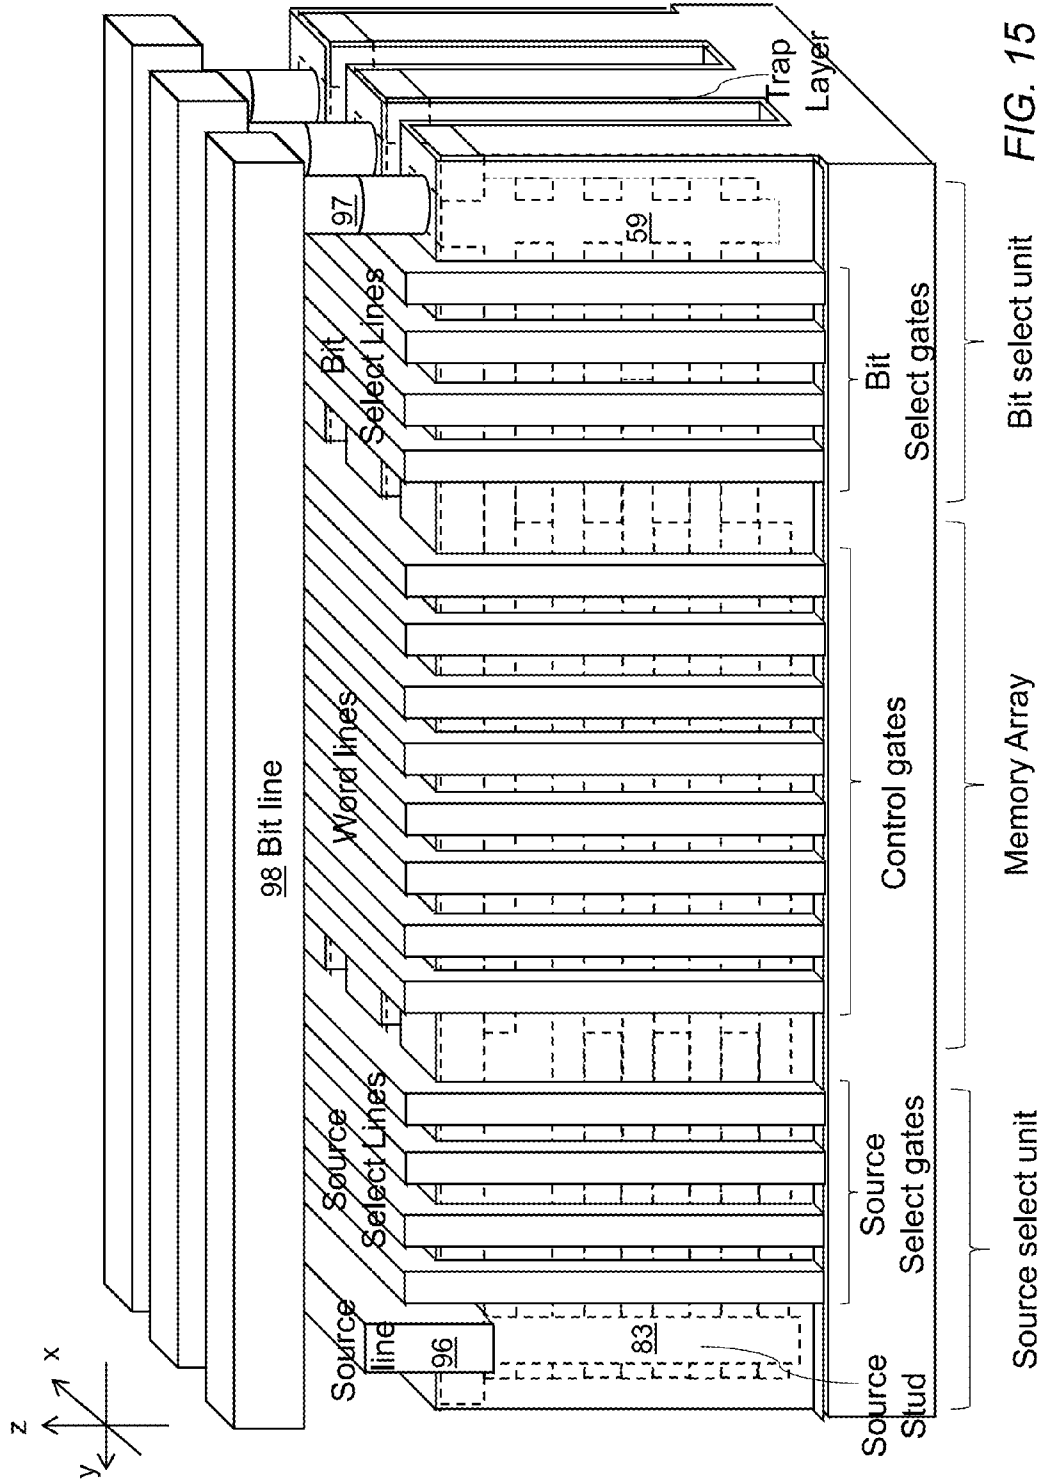 z
x
y
98 Bit line
97
Bit
Select Lines
Word lines
Source
Select Lines
Source
line
96
59
83
Trap
Layer
Source
Stud
Source
Select gates
Control gates
Bit
Select gates
Source select unit
Memory Array
Bit select unit
FIG. 15